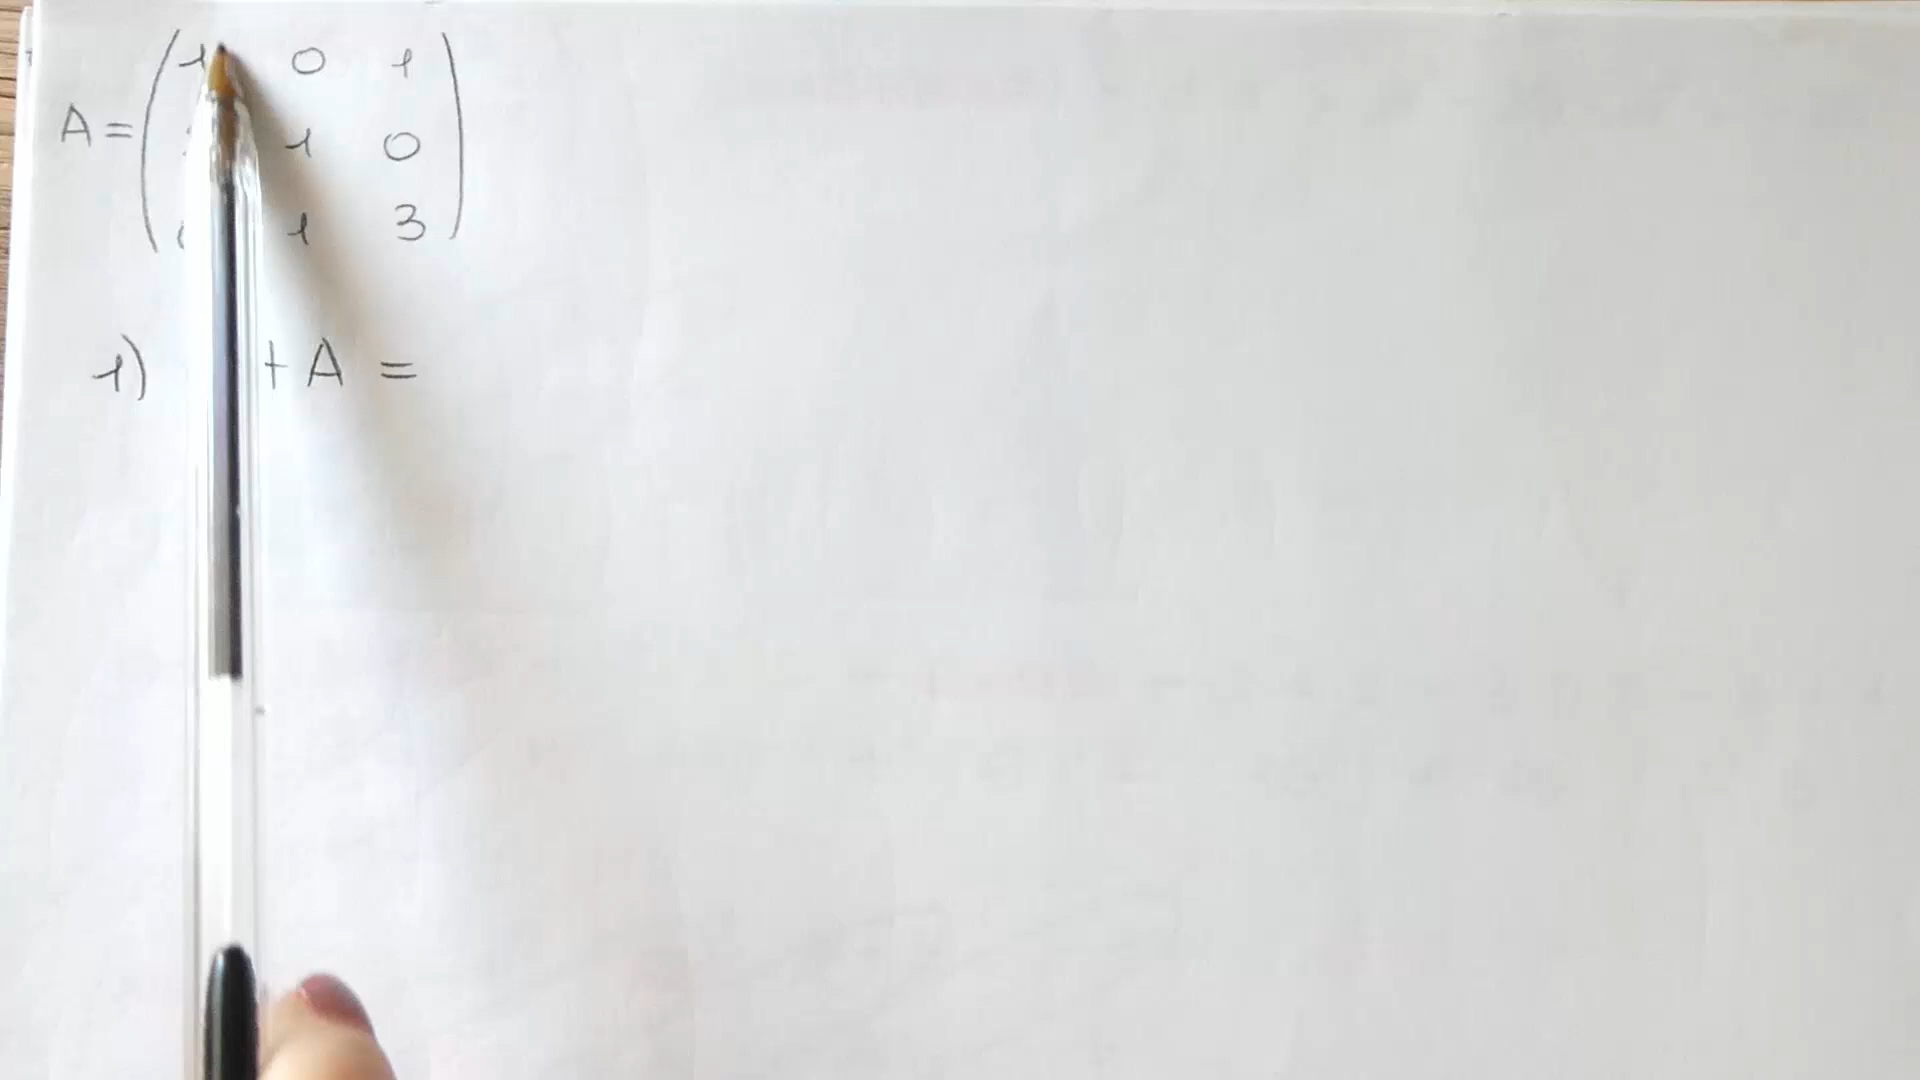 A = ( 1 0 1
1 0
1 3 )
1) + A =